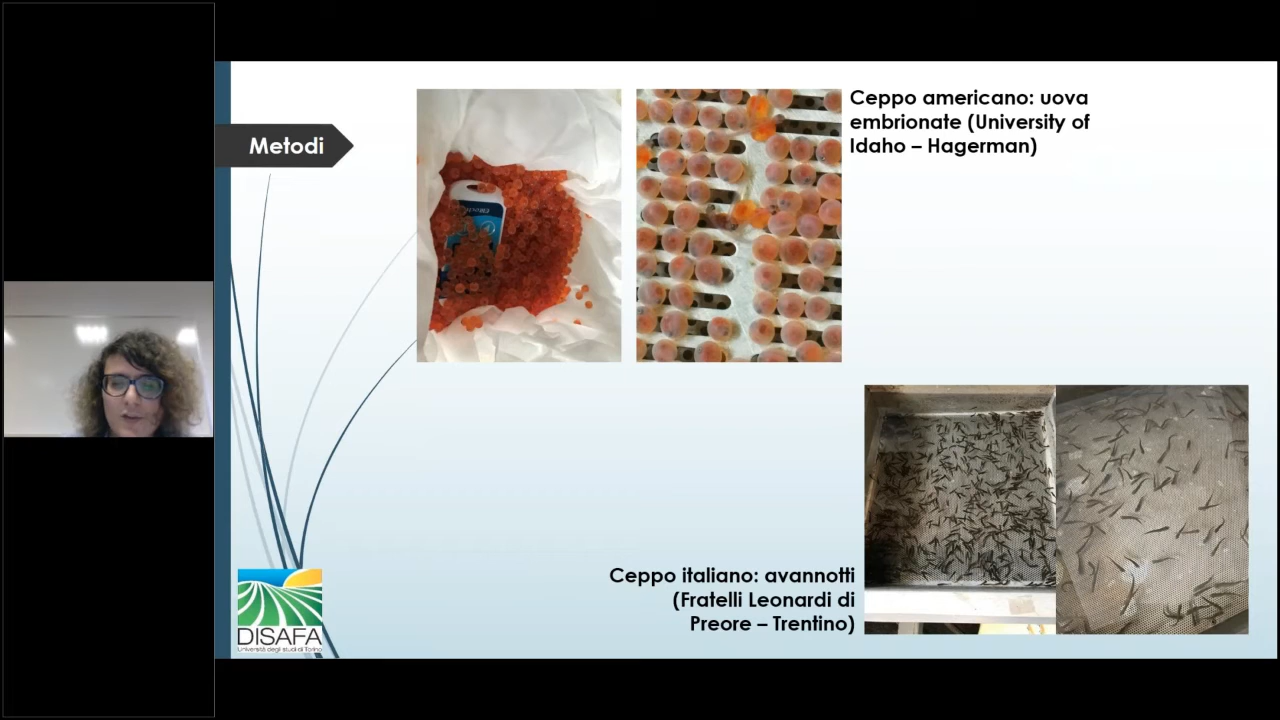 Metodi
Ceppo americano: uova
embrionate (University of
Idaho – Hagerman)
Ceppo italiano: avannotti
(Fratelli Leonardi di
Preore – Trentino)
DISAFA
Università degli studi di Torino